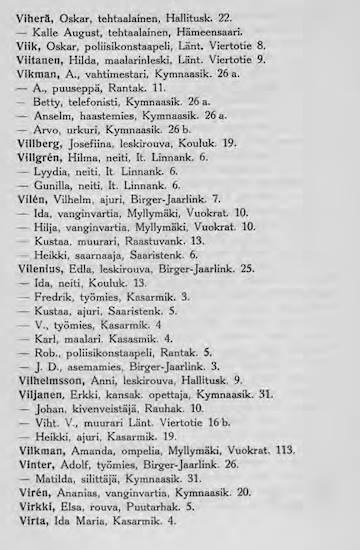 Viherä, Oskar, tehtaalainen, Hallitusk. 22.
— Kalle August, tehtaalainen, Hämeensaari.
Viik, Oskar, poliisikonstaapeli, Länt. Viertotie 8.
Viitanen, Hilda, maalarinleski, Länt. Viertotie 9.
Vikman, A., vahtimestari, Kymnaasik. 26 a.
— A., puuseppä, Rantak. 11.
— Betty, telefonisti, Kymnaasik. 26 a.
— Anselm, haastemies, Kymnaasik. 26 a.
— Arvo, urkuri, Kymnaasik. 26 b.
Villberg, Josefiina, leskirouva, Kouluk. 19.
Villgrén, Hilma, neiti, It. Linnank. 6.
— Lyydia, neiti, It. Linnank. 6.
— Gunilla, neiti, It. Linnank. 6.
Vilén, Vilhelm, ajuri, Birger-Jaarlink. 7.
— Ida, vanginvartia, Myllymäki, Vuokrat. 10.
— Hilja, vanginvartia, Myllymäki, Vuokrat. 10.
— Kustaa, muurari, Raastuvank. 13.
— Heikki, saarnaaja, Saaristenk. 6.
Vilenius, Edla, leskirouva, Birger-Jaarlink. 25.
— Ida, neiti, Kouluk. 13.
— Fredrik, työmies, Kasarmik. 3.
— Kustaa, ajuri, Saaristenk. 5.
— V., työmies, Kasarmik. 4
— Karl, maalari. Kasasmik. 4.
— Rob., poliisikonstaapeli, Rantak. 5.
— J. D., asemamies, Birger-Jaarlink. 3.
Vilhelmsson, Anni, leskirouva, Hallitusk. 9.
Viljanen, Erkki, kansak. opettaja, Kymnaasik. 31.
— Johan, kivenveistäjä, Rauhak. 10.
— Viht. V., muurari Länt. Viertotie 16 b.
— Heikki, ajuri, Kasarmik. 19.
Vilkman, Amanda, ompelia, Myllymäki, Vuokrat. 113.
Vinter, Adolf, työmies, Birger-Jaarlink. 26.
— Matilda, silittäjä, Kymnaasik. 31.
Virén, Ananias, vanginvartia, Kymnaasik. 20.
Virkki, Elsa, rouva, Puutarhak. 5.
Virta, Ida Maria, Kasarmik. 4.